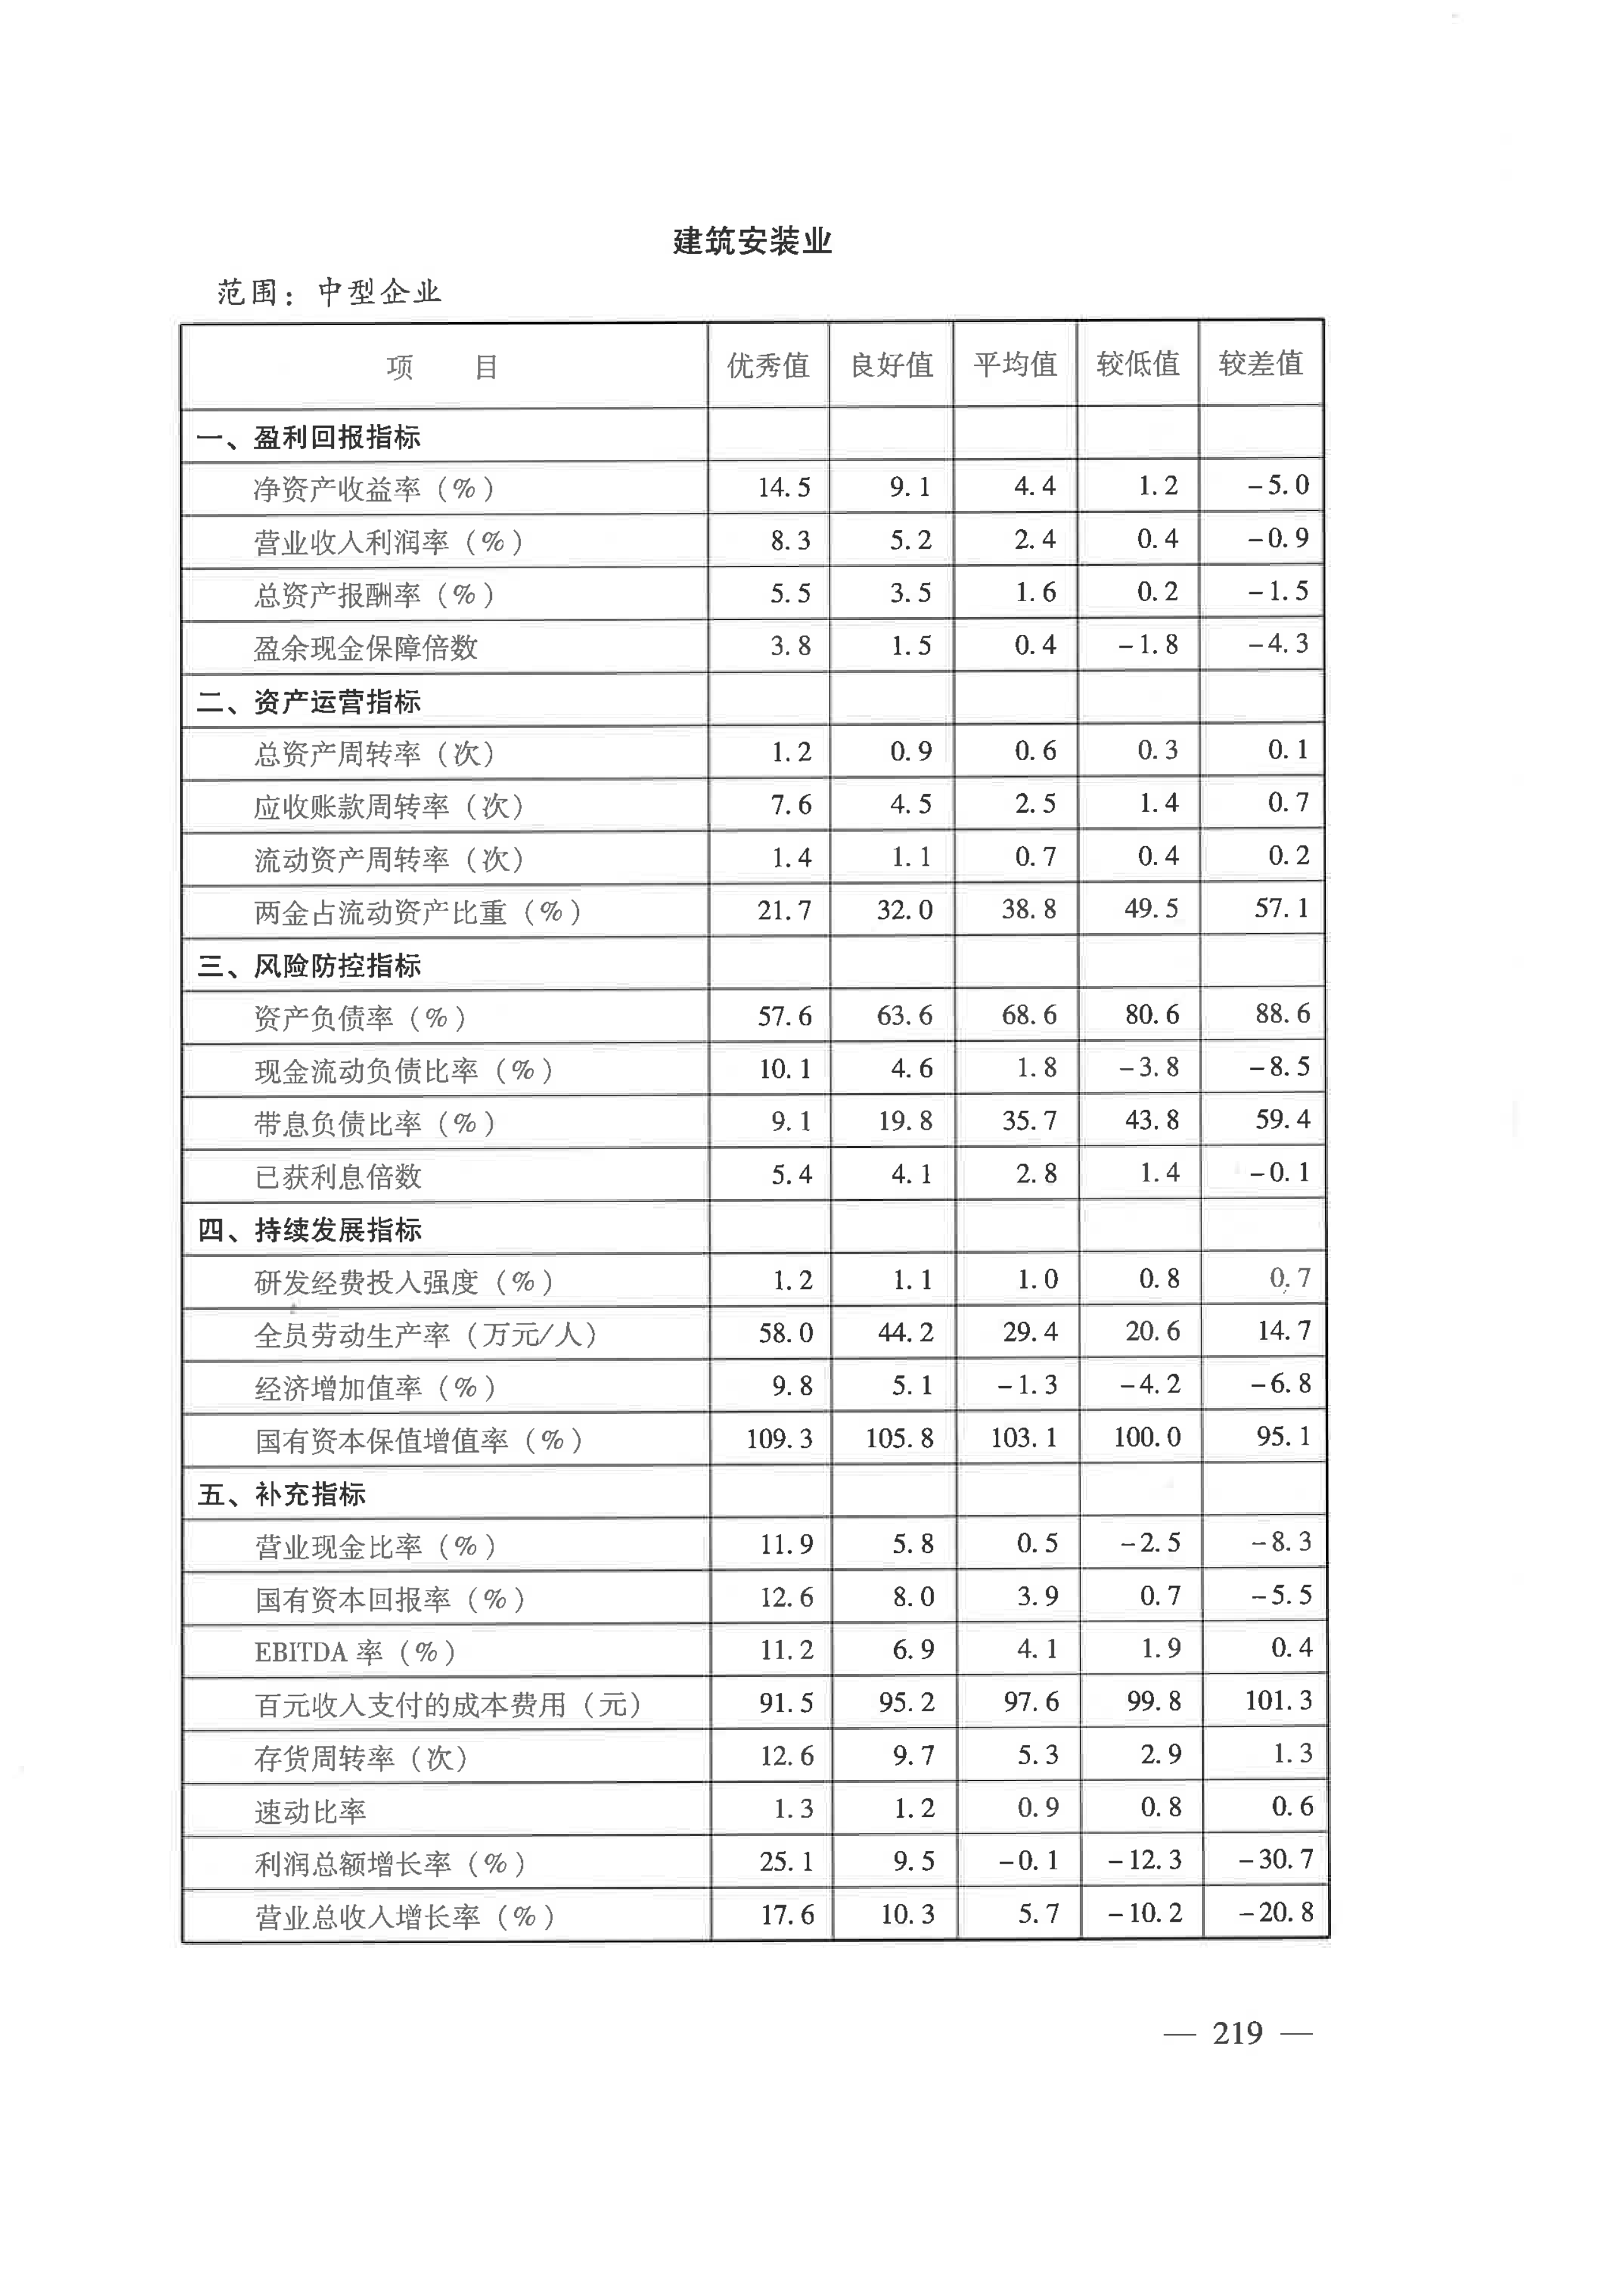 建筑安装业
范围：中型企业
项 目 优秀值 良好值 平均值 较低值 较差值
一、盈利回报指标
净资产收益率（%） 14.5 9.1 4.4 1.2 -5.0
营业收入利润率（%） 8.3 5.2 2.4 0.4 -0.9
总资产报酬率（%） 5.5 3.5 1.6 0.2 -1.5
盈余现金保障倍数 3.8 1.5 0.4 -1.8 -4.3
二、资产运营指标
总资产周转率（次） 1.2 0.9 0.6 0.3 0.1
应收账款周转率（次） 7.6 4.5 2.5 1.4 0.7
流动资产周转率（次） 1.4 1.1 0.7 0.4 0.2
两金占流动资产比重（%） 21.7 32.0 38.8 49.5 57.1
三、风险防控指标
资产负债率（%） 57.6 63.6 68.6 80.6 88.6
现金流动负债比率（%） 10.1 4.6 1.8 -3.8 -8.5
带息负债比率（%） 9.1 19.8 35.7 43.8 59.4
已获利息倍数 5.4 4.1 2.8 1.4 -0.1
四、持续发展指标
研发经费投入强度（%） 1.2 1.1 1.0 0.8 0.7
全员劳动生产率（万元/人） 58.0 44.2 29.4 20.6 14.7
经济增加值率（%） 9.8 5.1 -1.3 -4.2 -6.8
国有资本保值增值率（%） 109.3 105.8 103.1 100.0 95.1
五、补充指标
营业现金比率（%） 11.9 5.8 0.5 -2.5 -8.3
国有资本回报率（%） 12.6 8.0 3.9 0.7 -5.5
EBITDA 率（%） 11.2 6.9 4.1 1.9 0.4
百元收入支付的成本费用（元） 91.5 95.2 97.6 99.8 101.3
存货周转率（次） 12.6 9.7 5.3 2.9 1.3
速动比率 1.3 1.2 0.9 0.8 0.6
利润总额增长率（%） 25.1 9.5 -0.1 -12.3 -30.7
营业总收入增长率（%） 17.6 10.3 5.7 -10.2 -20.8
— 219 —